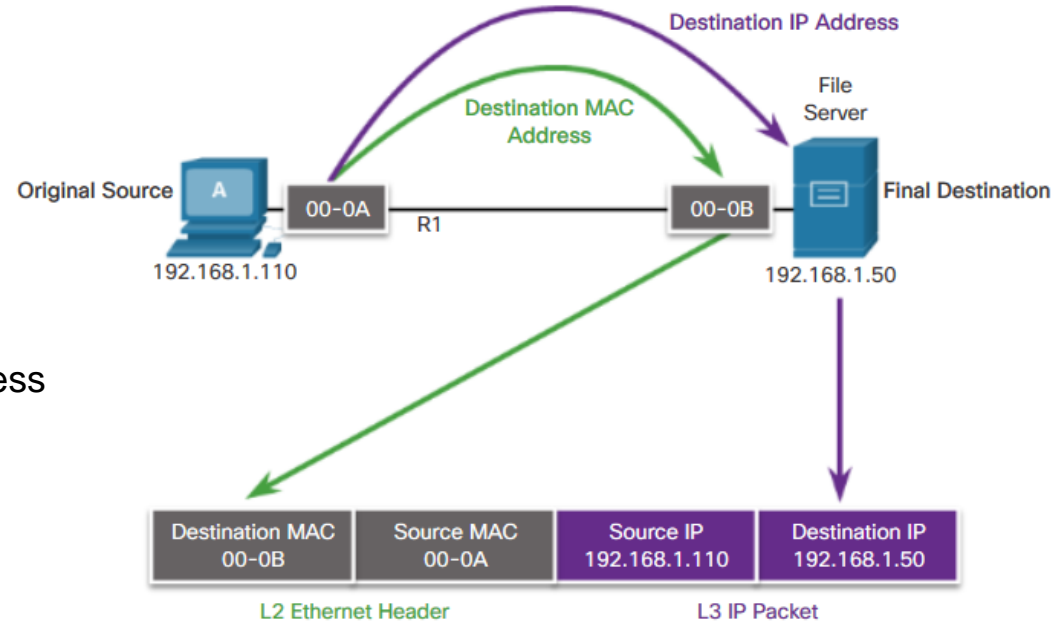 Destination IP Address
File
Server
Destination MAC
Address
Original Source
A
00-0A
R1
00-0B
Final Destination
192.168.1.110
192.168.1.50
ess
Destination MAC
00-0B
Source MAC
00-0A
Source IP
192.168.1.110
Destination IP
192.168.1.50
L2 Ethernet Header
L3 IP Packet